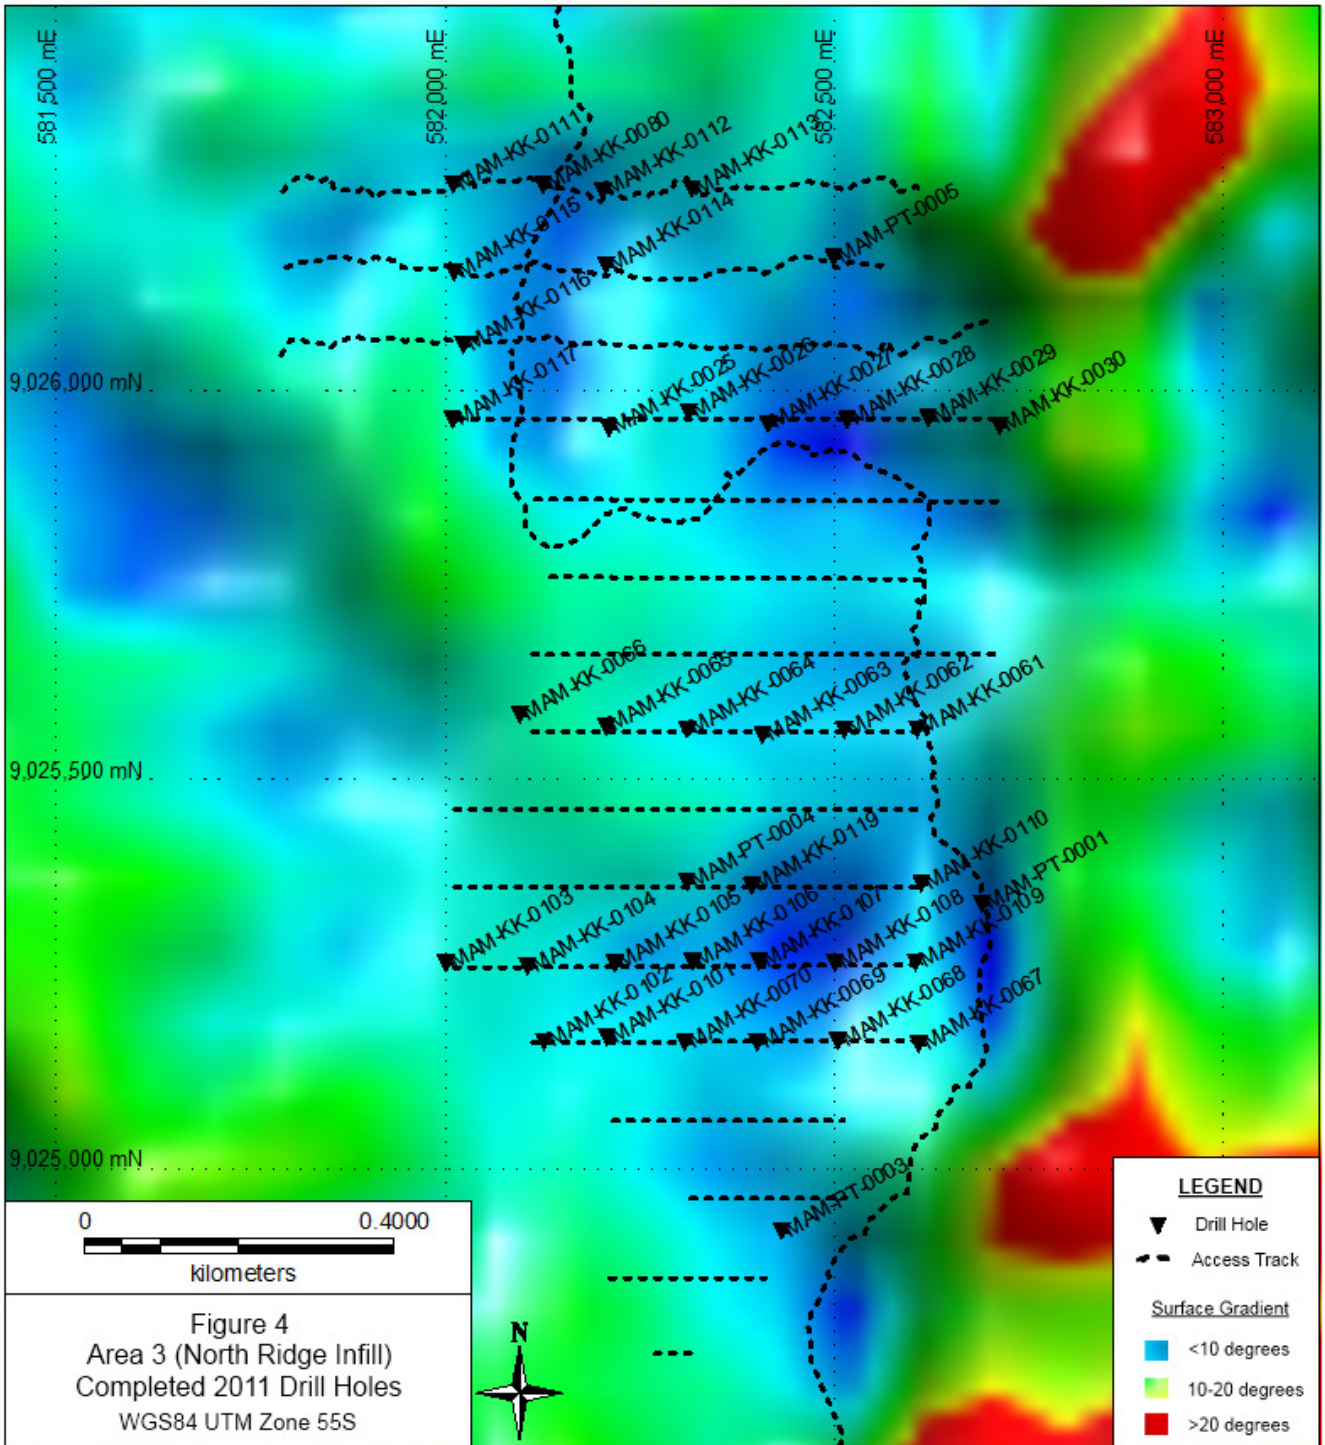 581,500 mE
582,000 mE
582,500 mE
583,000 mE
MAM-KK-0111
MAM-KK-0080
MAM-KK-0112
MAM-KK-0113
MAM-KK-0115
MAM-KK-0114
MAM-PT-0005
MAM-KK-0116
9,026,000 mN
MAM-KK-0117
MAM-KK-0025
MAM-KK-0026
MAM-KK-0027
MAM-KK-0028
MAM-KK-0029
MAM-KK-0030
MAM-KK-0066
MAM-KK-0065
MAM-KK-0064
MAM-KK-0063
MAM-KK-0062
MAM-KK-0061
9,025,500 mN
MAM-PT-0004
MAM-KK-0119
MAM-KK-0110
MAM-PT-0001
MAM-KK-0103
MAM-KK-0104
MAM-KK-0105
MAM-KK-0106
MAM-KK-0107
MAM-KK-0108
MAM-KK-0109
MAM-KK-0102
MAM-KK-0101
MAM-KK-0070
MAM-KK-0069
MAM-KK-0068
MAM-KK-0067
9,025,000 mN
MAM-PT-0003
0 0.4000
kilometers
Figure 4
Area 3 (North Ridge Infill)
Completed 2011 Drill Holes
WGS84 UTM Zone 55S
N
LEGEND
Drill Hole
Access Track
Surface Gradient
<10 degrees
10-20 degrees
>20 degrees